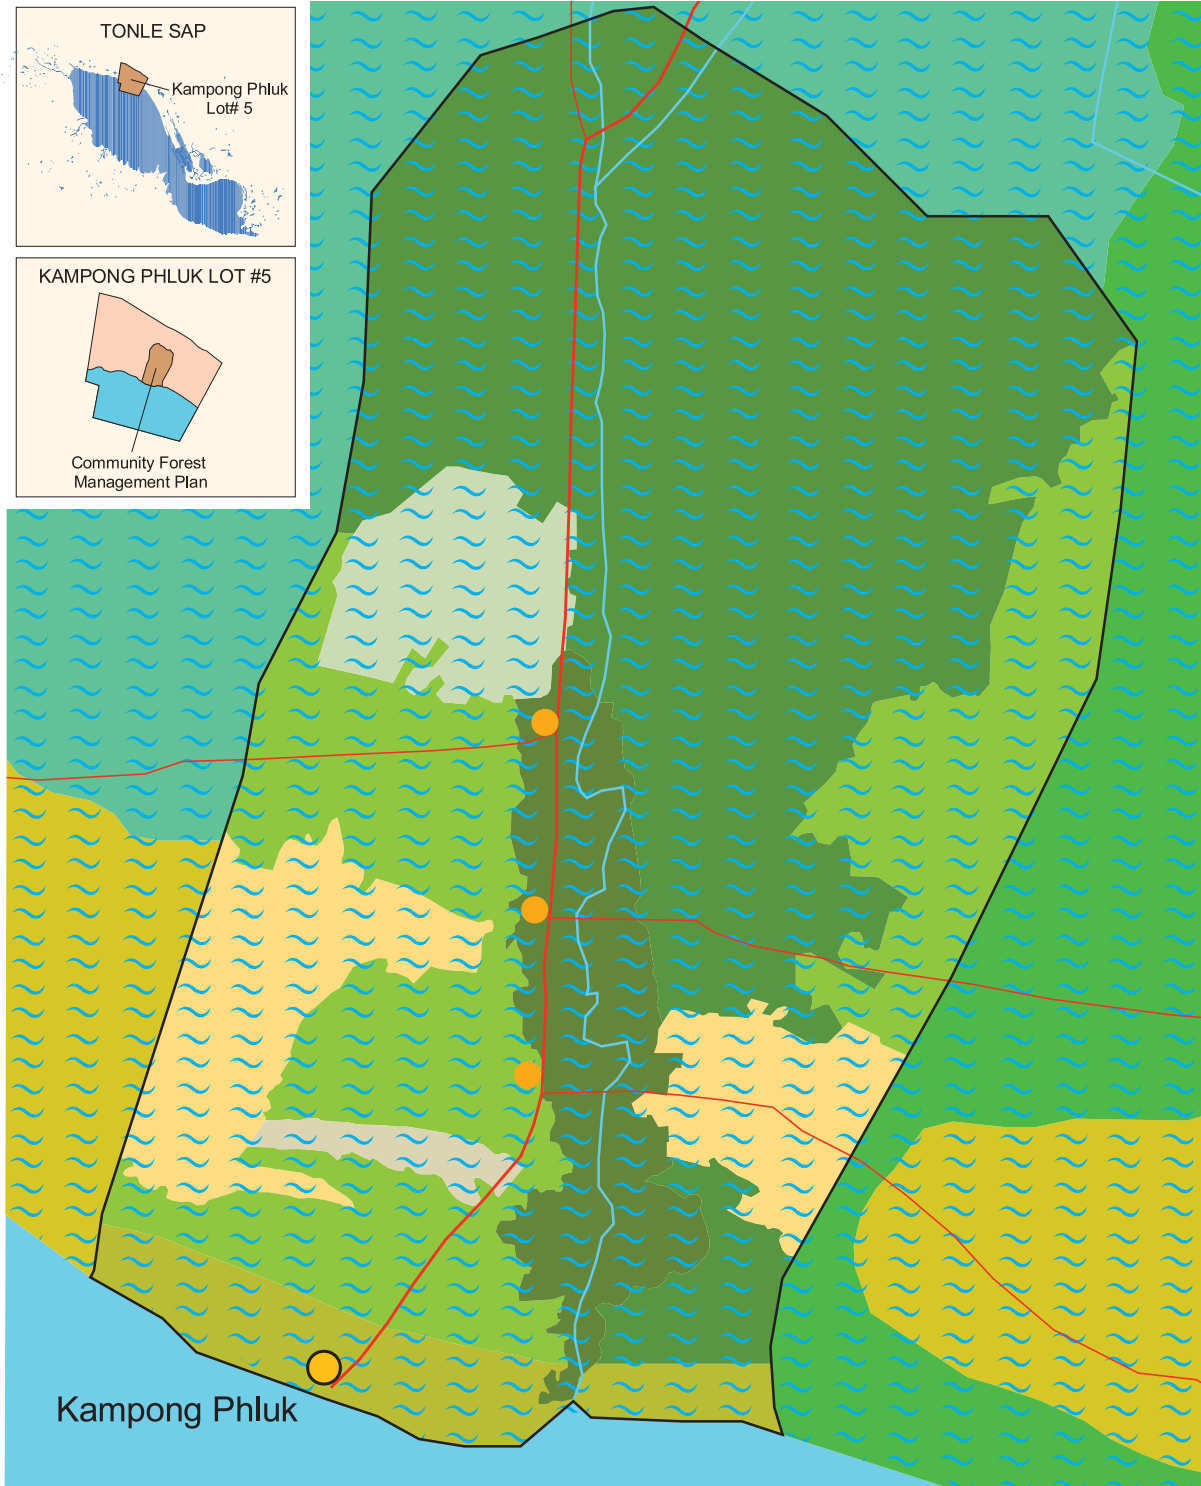 TONLE SAP
Kampong Phluk
Lot# 5
KAMPONG PHLUK LOT #5
Community Forest
Management Plan
Kampong Phluk